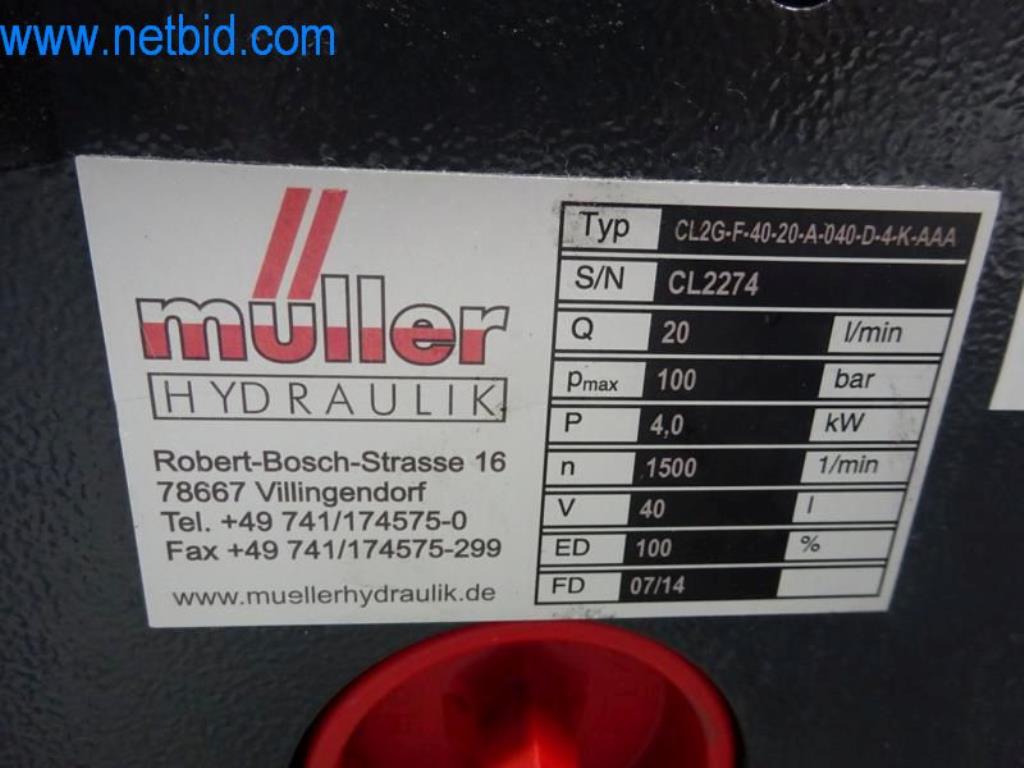 www.netbid.com
müller
HYDRAULIK
Robert-Bosch-Strasse 16
78667 Villingendorf
Tel. +49 741/174575-0
Fax +49 741/174575-299
www.muellerhydraulik.de
Typ CL2G-F-40-20-A-040-D-4-K-AAA
S/N CL2274
Q 20 l/min
pmax 100 bar
P 4,0 kW
n 1500 1/min
V 40 l
ED 100 %
FD 07/14